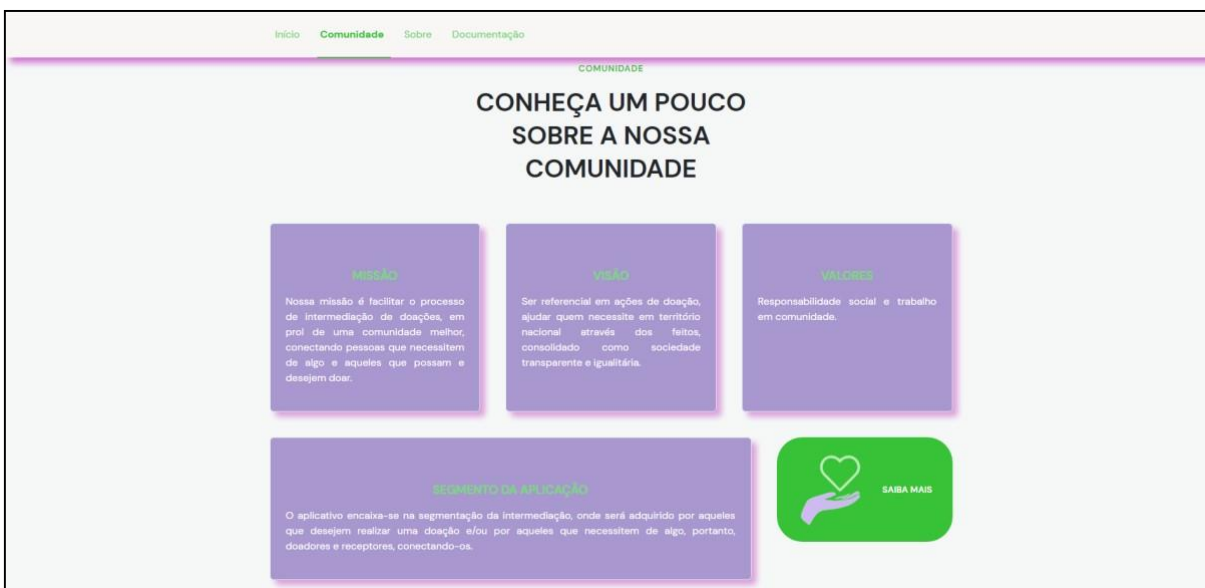 Início Comunidade Sobre Documentação
COMUNIDADE
CONHEÇA UM POUCO
SOBRE A NOSSA
COMUNIDADE
MISSÃO
Nossa missão é facilitar o processo
de intermediação de doações, em
prol de uma comunidade melhor,
conectando pessoas que necessitem
de algo e aqueles que possam e
desejem doar.
VISÃO
Ser referencial em ações de doação,
ajudar quem necessite em território
nacional através dos feitos,
consolidado como sociedade
transparente e igualitária.
VALORES
Responsabilidade social e trabalho
em comunidade.
SEGMENTO DA APLICAÇÃO
O aplicativo encaixa-se na segmentação da intermediação, onde será adquirido por aqueles
que desejem realizar uma doação e/ou por aqueles que necessitem de algo, portanto,
doadores e receptores, conectando-os.
SAIBA MAIS